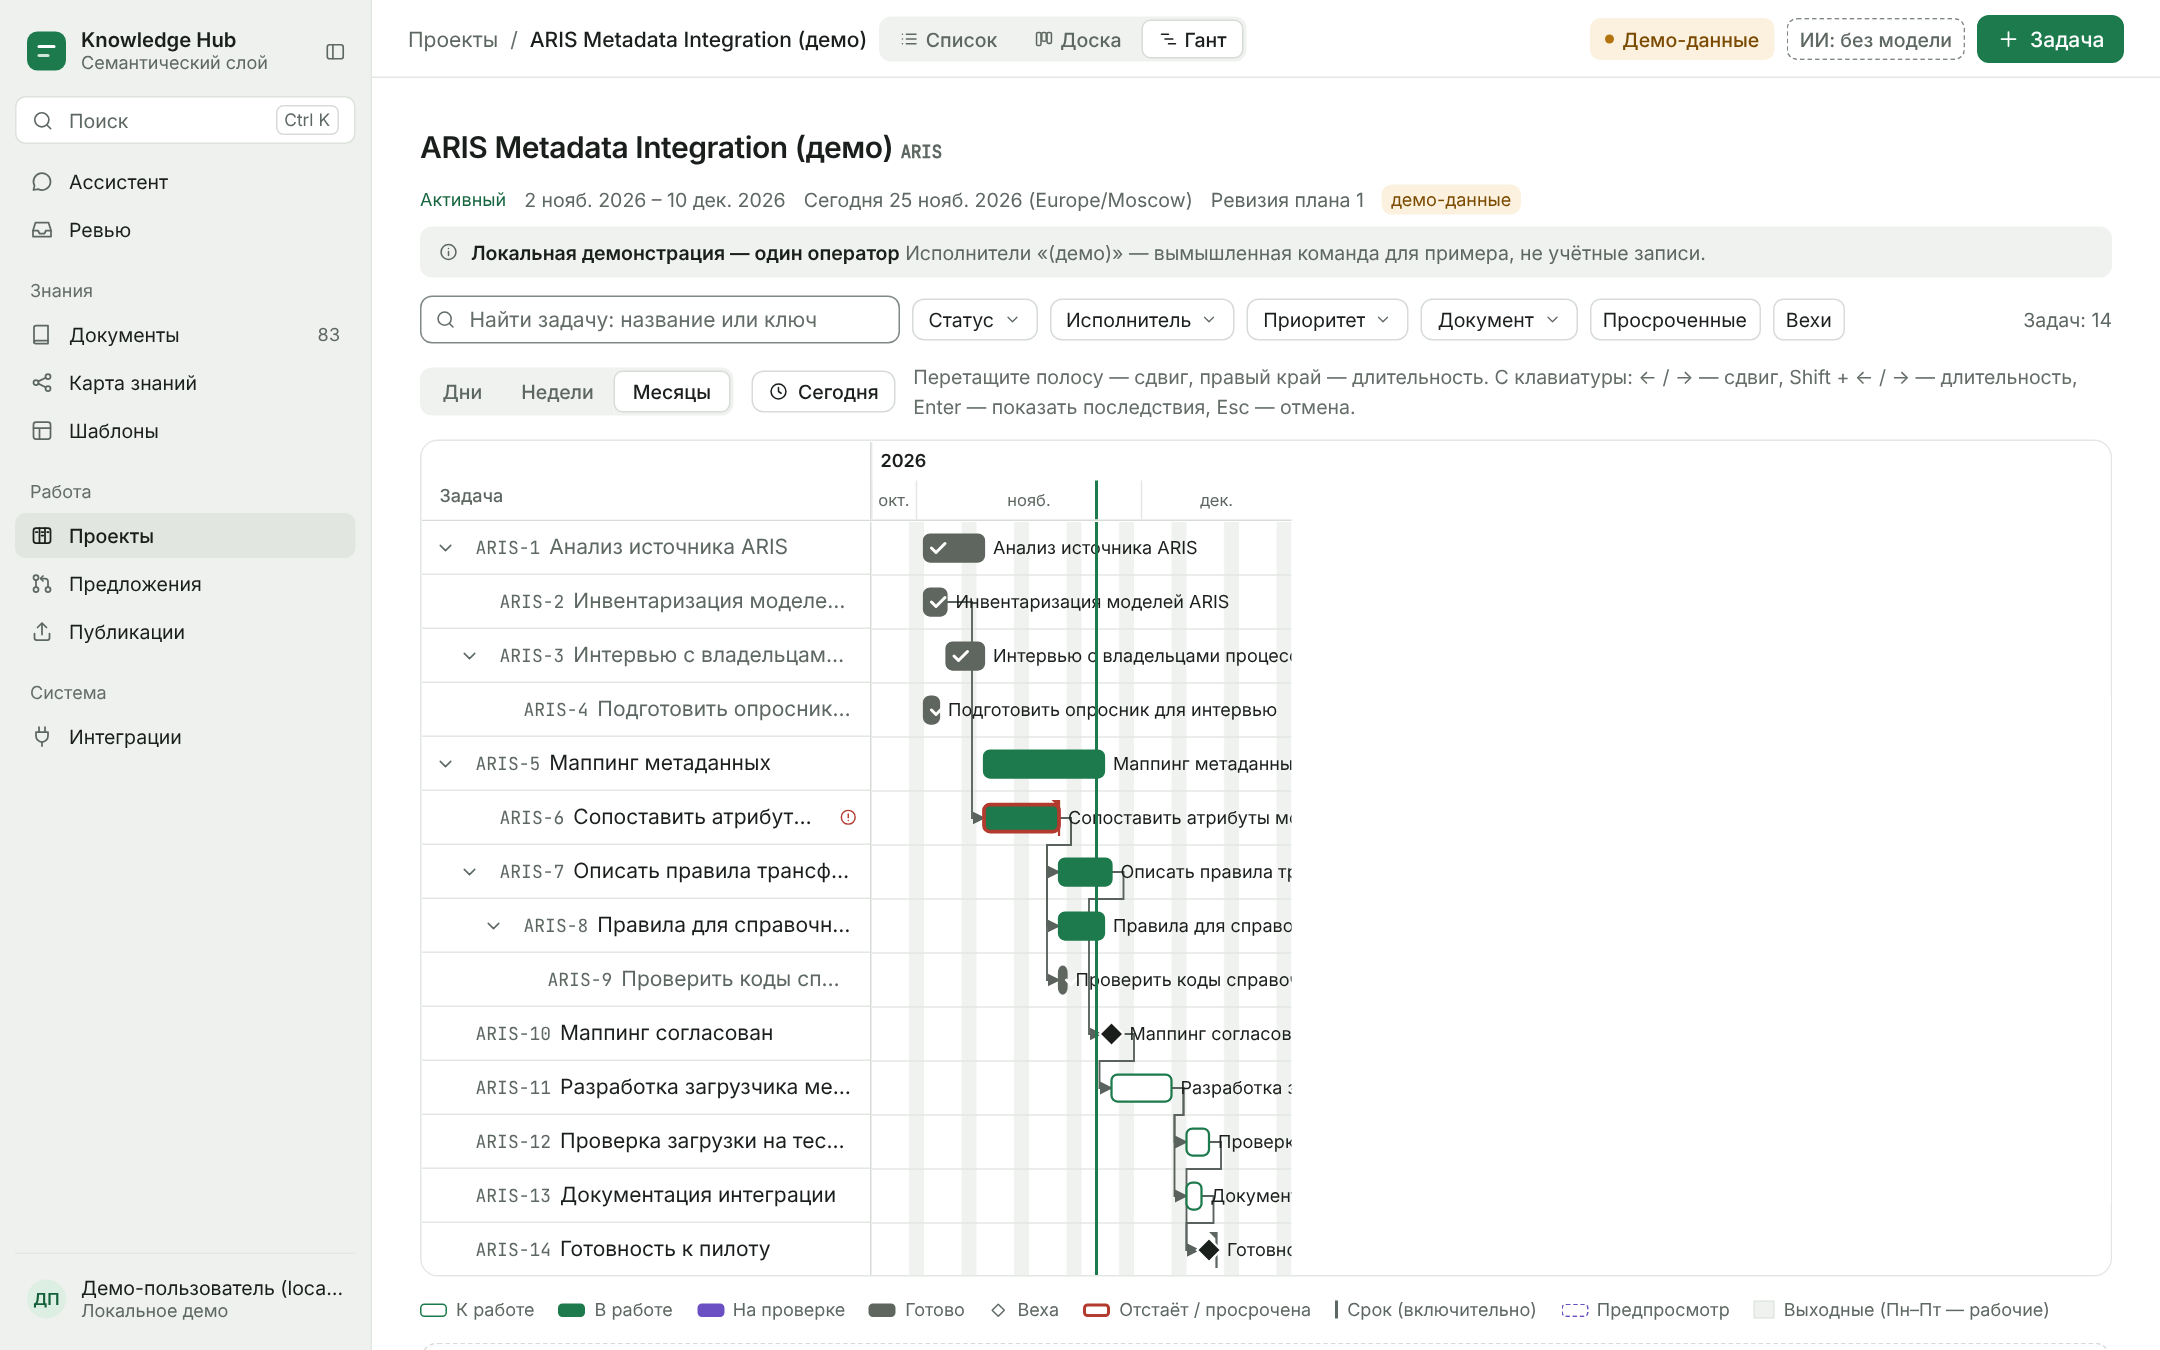 Knowledge Hub
Семантический слой
Поиск
Ctrl K
Ассистент
Ревью
Знания
Документы 83
Карта знаний
Шаблоны
Работа
Проекты
Предложения
Публикации
Система
Интеграции
ДП
Демо-пользователь (loca...
Локальное демо
Проекты / ARIS Metadata Integration (демо)
Список
Доска
Гант
Демо-данные
ИИ: без модели
Задача
ARIS Metadata Integration (демо) ARIS
Активный 2 нояб. 2026 – 10 дек. 2026 Сегодня 25 нояб. 2026 (Europe/Moscow) Ревизия плана 1 демо-данные
Локальная демонстрация — один оператор Исполнители «(демо)» — вымышленная команда для примера, не учётные записи.
Найти задачу: название или ключ
Статус
Исполнитель
Приоритет
Документ
Просроченные
Вехи
Задач: 14
Дни
Недели
Месяцы
Сегодня
Перетащите полосу — сдвиг, правый край — длительность. С клавиатуры: ← / → — сдвиг, Shift + ← / → — длительность,
Enter — показать последствия, Esc — отмена.
Задача
2026
окт.
нояб.
дек.
ARIS-1 Анализ источника ARIS
Анализ источника ARIS
ARIS-2 Инвентаризация моделе...
Инвентаризация моделей ARIS
ARIS-3 Интервью с владельцам...
Интервью с владельцами процесс
ARIS-4 Подготовить опросник...
Подготовить опросник для интервью
ARIS-5 Маппинг метаданных
Маппинг метаданны
ARIS-6 Сопоставить атрибут...
Сопоставить атрибуты м
ARIS-7 Описать правила трансф...
Описать правила тр
ARIS-8 Правила для справочн...
Правила для справо
ARIS-9 Проверить коды сп...
Проверить коды справо
ARIS-10 Маппинг согласован
Маппинг согласов
ARIS-11 Разработка загрузчика ме...
Разработка з
ARIS-12 Проверка загрузки на тес...
Проверк
ARIS-13 Документация интеграции
Докумен
ARIS-14 Готовность к пилоту
Готовн
К работе
В работе
На проверке
Готово
Веха
Отстаёт / просрочена
Срок (включительно)
Предпросмотр
Выходные (Пн–Пт — рабочие)